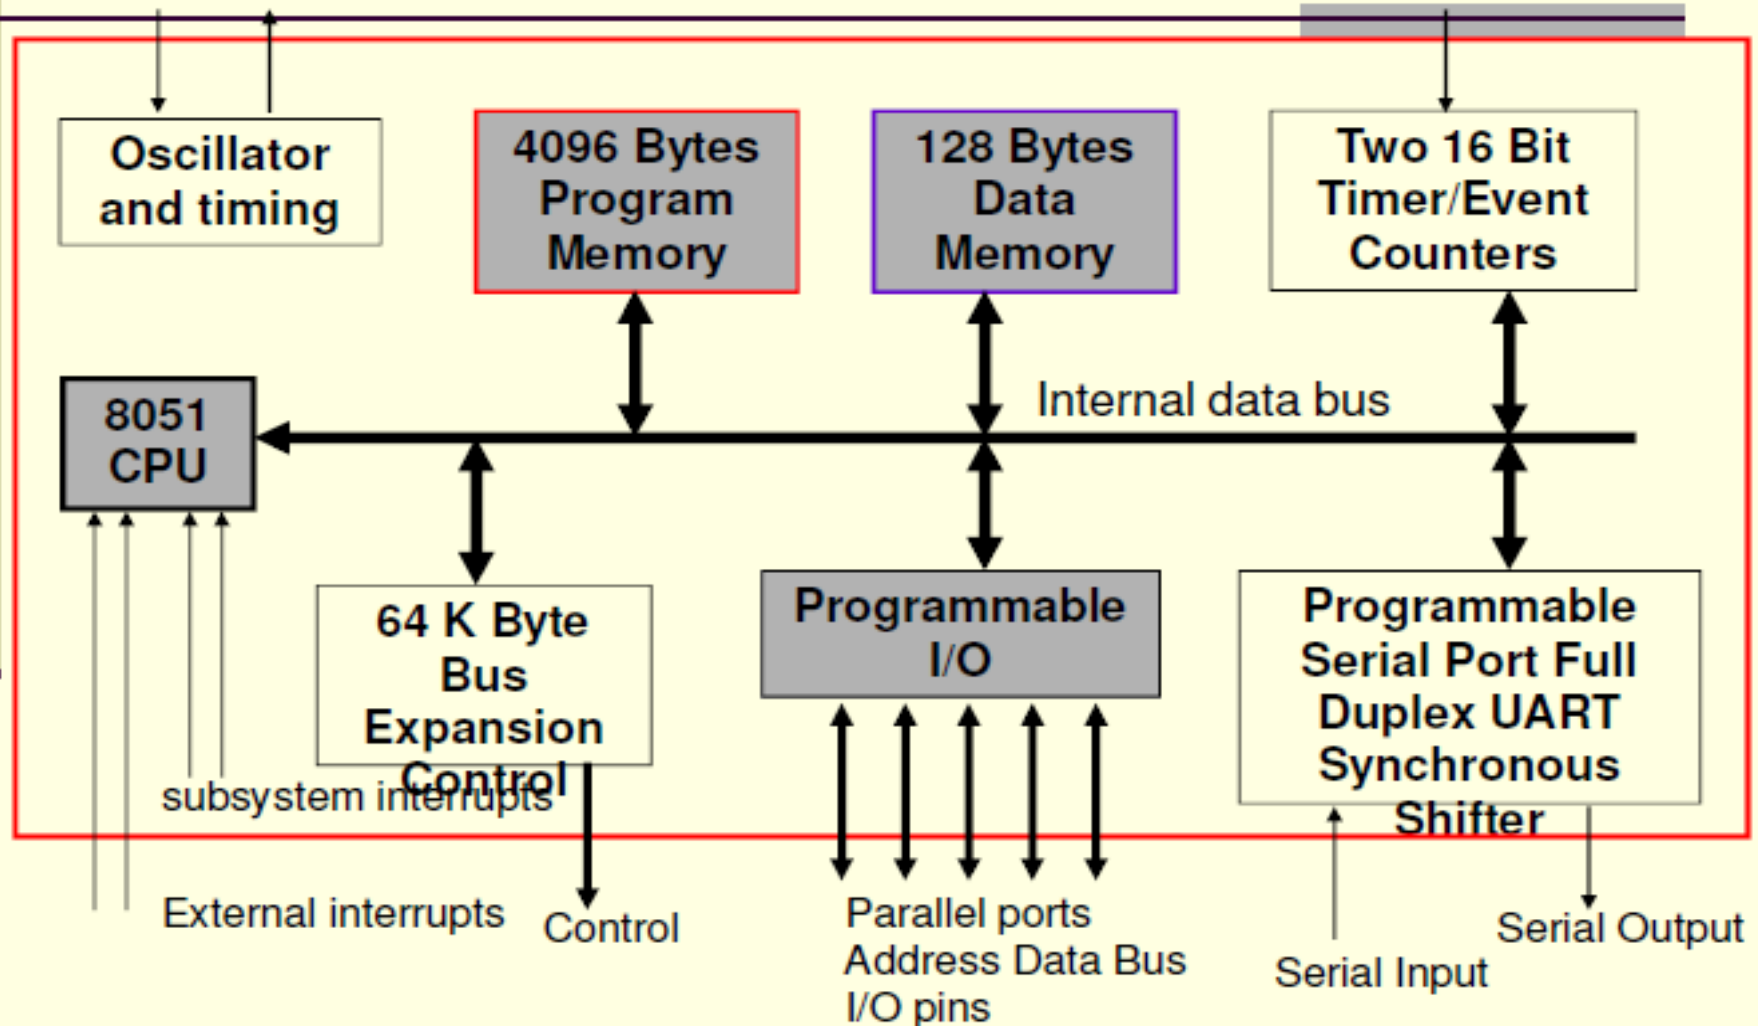 Oscillator
and timing
4096 Bytes
Program
Memory
128 Bytes
Data
Memory
Two 16 Bit
Timer/Event
Counters
Internal data bus
8051
CPU
64 K Byte
Bus
Expansion
Control
Programmable
I/O
Programmable
Serial Port Full
Duplex UART
Synchronous
Shifter
subsystem interrupts
External interrupts
Control
Parallel ports
Address Data Bus
I/O pins
Serial Input
Serial Output